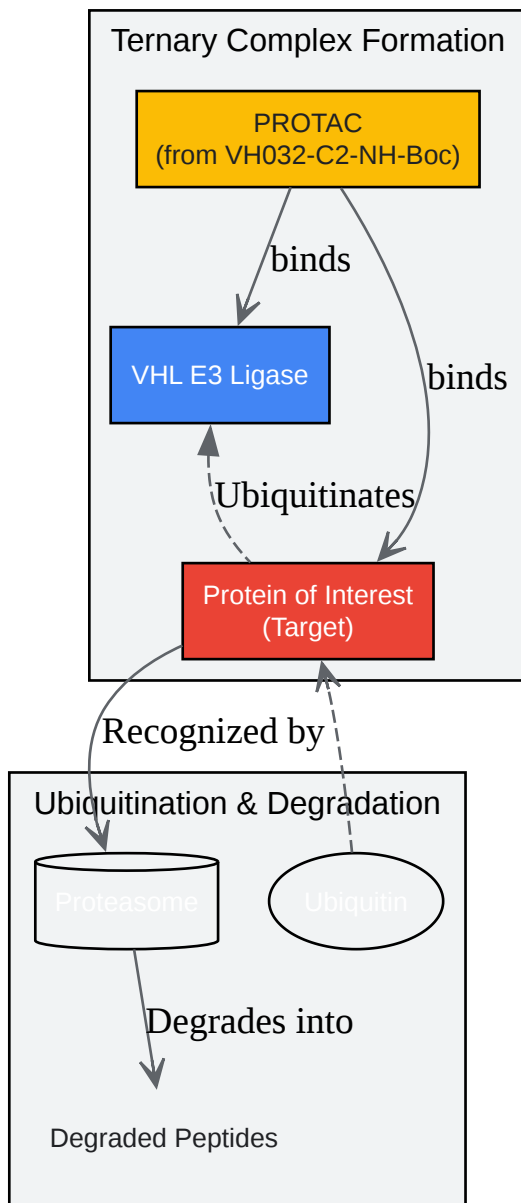 Ternary Complex Formation
PROTAC
(from VH032-C2-NH-Boc)
binds
VHL E3 Ligase
binds
Ubiquitinates
Protein of Interest
(Target)
Recognized by
Ubiquitination & Degradation
Proteasome
Ubiquitin
Degrades into
Degraded Peptides